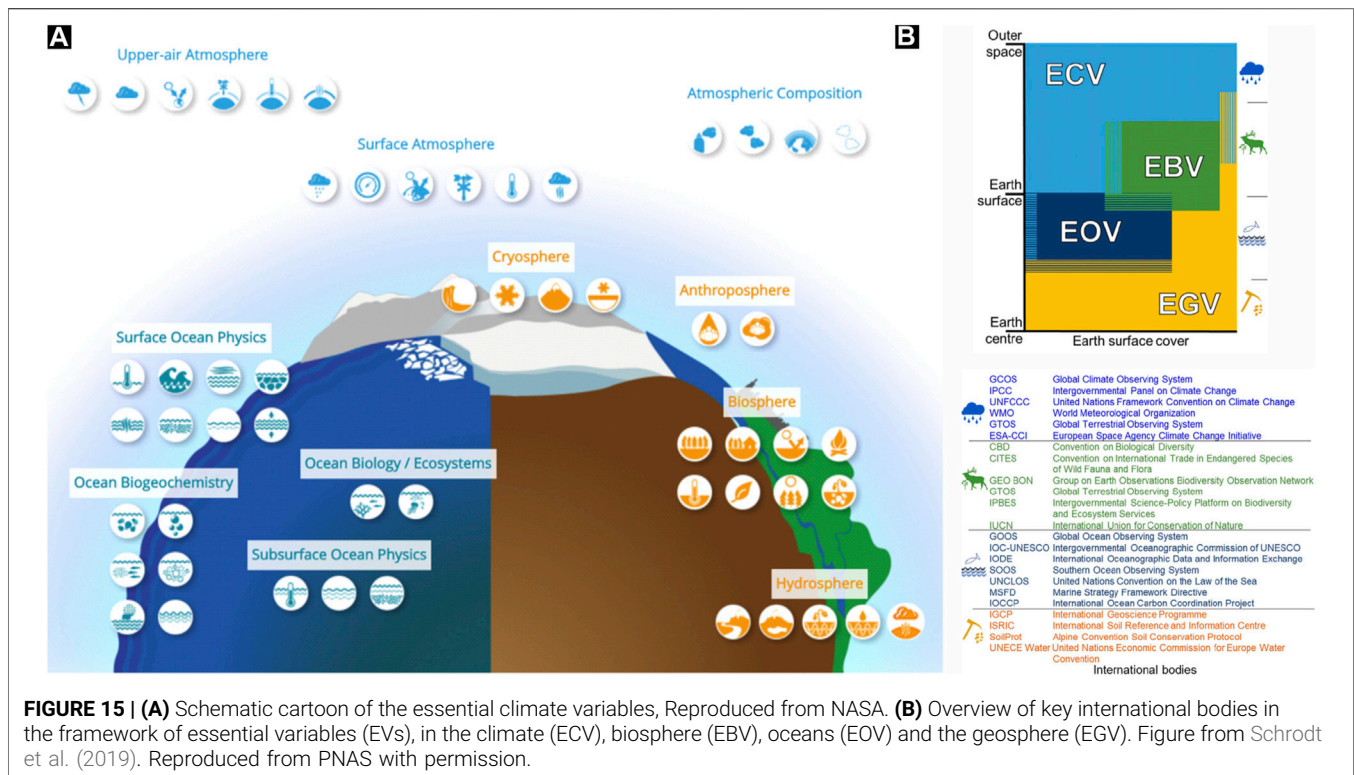 A
Upper-air Atmosphere
Atmospheric Composition
Surface Atmosphere
Cryosphere
Anthroposphere
Surface Ocean Physics
Biosphere
Ocean Biology / Ecosystems
Ocean Biogeochemistry
Subsurface Ocean Physics
Hydrosphere
B
Outer
space
ECV
EBV
Earth
surface
EOV
EGV
Earth
centre
Earth surface cover
GCOS Global Climate Observing System
IPCC Intergovernmental Panel on Climate Change
UNFCCC United Nations Framework Convention on Climate Change
WMO World Meteorological Organization
GTOS Global Terrestrial Observing System
ESA-CCI European Space Agency Climate Change Initiative
CBD Convention on Biological Diversity
CITES Convention on International Trade in Endangered Species
of Wild Fauna and Flora
GEO BON Group on Earth Observations Biodiversity Observation Network
GTOS Global Terrestrial Observing System
IPBES Intergovernmental Science-Policy Platform on Biodiversity
and Ecosystem Services
IUCN International Union for Conservation of Nature
GOOS Global Ocean Observing System
IOC-UNESCO Intergovernmental Oceanographic Commission of UNESCO
IODE International Oceanographic Data and Information Exchange
SOOS Southern Ocean Observing System
UNCLOS United Nations Convention on the Law of the Sea
MSFD Marine Strategy Framework Directive
IOCCP International Ocean Carbon Coordination Project
IGCP International Geoscience Programme
ISRIC International Soil Reference and Information Centre
SoilProt Alpine Convention Soil Conservation Protocol
UNECE Water United Nations Economic Commission for Europe Water
Convention
International bodies
FIGURE 15 | (A) Schematic cartoon of the essential climate variables, Reproduced from NASA. (B) Overview of key international bodies in
the framework of essential variables (EVs), in the climate (ECV), biosphere (EBV), oceans (EOV) and the geosphere (EGV). Figure from Schrodt
et al. (2019). Reproduced from PNAS with permission.